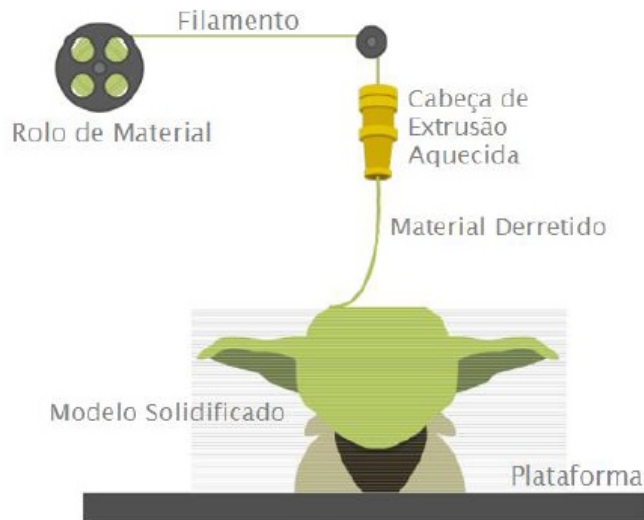 Filamento
Rolo de Material
Cabeça de
Extrusão
Aquecida
Material Derretido
Modelo Solidificado
Plataforma